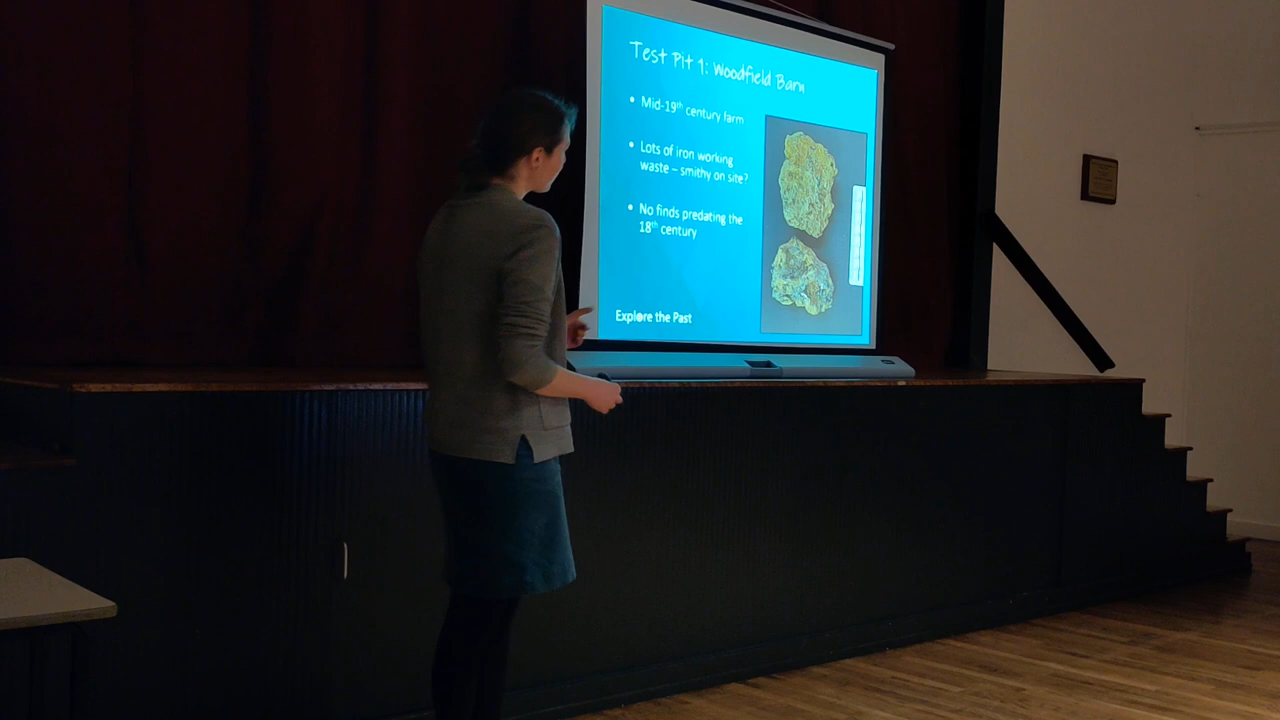 Test Pit 1: Woodfield Barn
• Mid-19th century farm
• Lots of iron working
waste – smithy on site?
• No finds predating the
18th century
Explore the Past